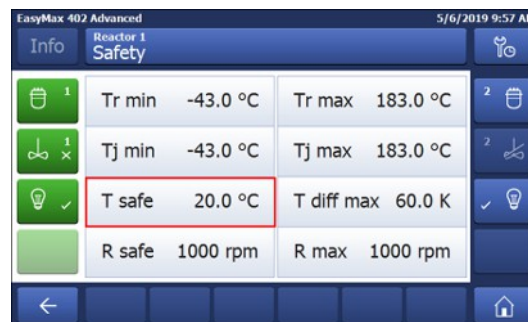 EasyMax 402 Advanced 5/6/2019 9:57 A
Info Reactor 1
Safety
1 Tr min -43.0 °C Tr max 183.0 °C 2
1 Tj min -43.0 °C Tj max 183.0 °C 2
T safe 20.0 °C T diff max 60.0 K
R safe 1000 rpm R max 1000 rpm